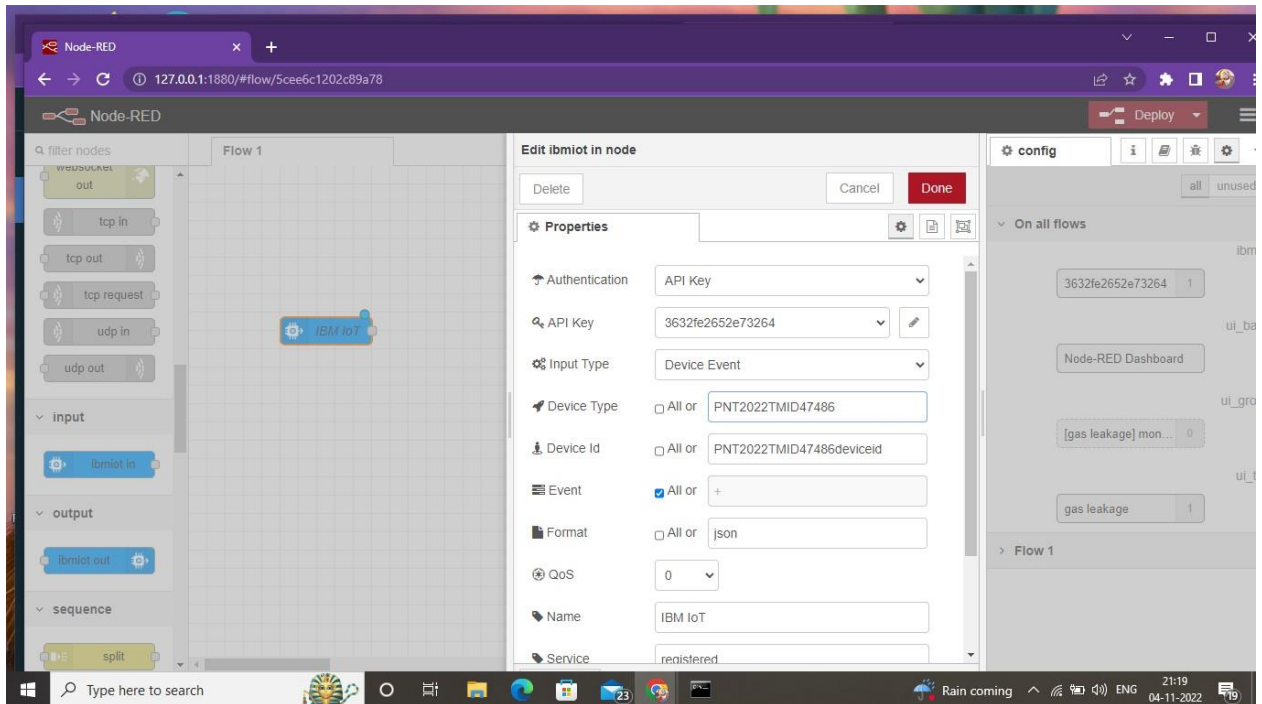 Node-RED
127.0.0.1:1880/#flow/5cee6c1202c89a78
Node-RED
Deploy
filter nodes
Flow 1
Edit ibmiot in node
config
all unused
websocket
out
Delete
Cancel
Done
tcp in
Properties
On all flows
tcp out
Authentication
API Key
3632fe2652e73264 1
tcp request
API Key
3632fe2652e73264
udp in
IBM IoT
Input Type
Device Event
Node-RED Dashboard
udp out
Device Type
All or
PNT2022TMID47486
input
[gas leakage] mon... 0
ibmiot in
Device Id
All or
PNT2022TMID47486deviceid
Event
All or
+
output
gas leakage 1
Format
All or
json
Flow 1
ibmiot out
QoS
0
sequence
Name
IBM IoT
split
Service
registered
Type here to search
23
Rain coming
ENG
21:19
04-11-2022
19